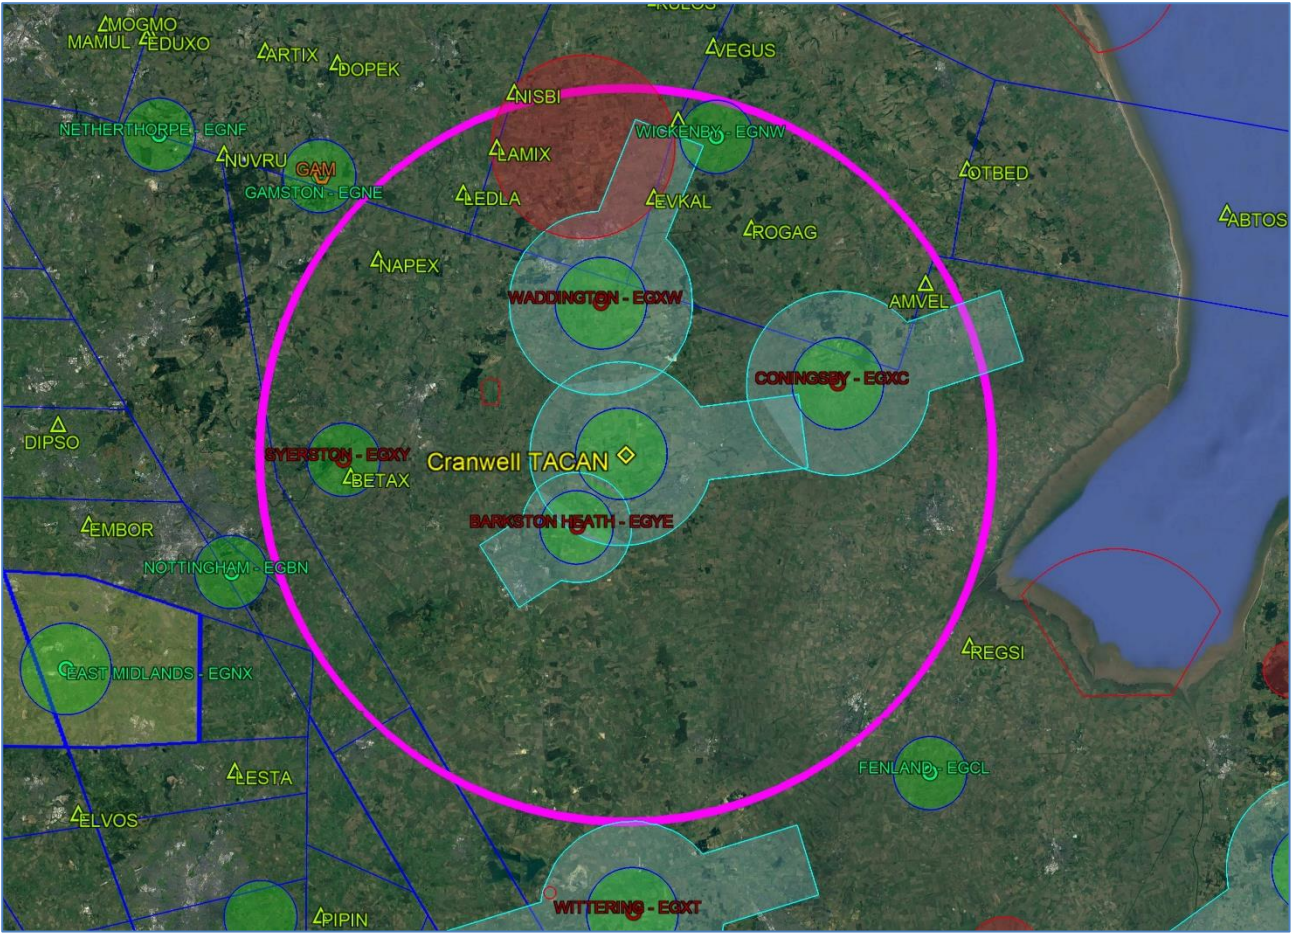 RULOS
MOGMO
MAMUL
EDUXO
ARTIX
DOPEK
VEGUS
NISBI
NETHERTHORPE - EGNF
WICKENBY - EGNW
NUVRU
LAMIX
GAM
GAMSTON - EGNE
OTBED
LEDLA
EVKAL
ABTOS
ROGAG
NAPEX
WADDINGTON - EGXW
AMVEL
CONINGSBY - EGXC
DIPSO
SYERSTON - EGXY
Cranwell TACAN
BETAX
EMBOR
BARKSTON HEATH - EGYE
NOTTINGHAM - EGBN
REGSI
EAST MIDLANDS - EGNX
LESTA
FENLAND - EGCL
ELVOS
WITTERING - EGXT
PIPIN